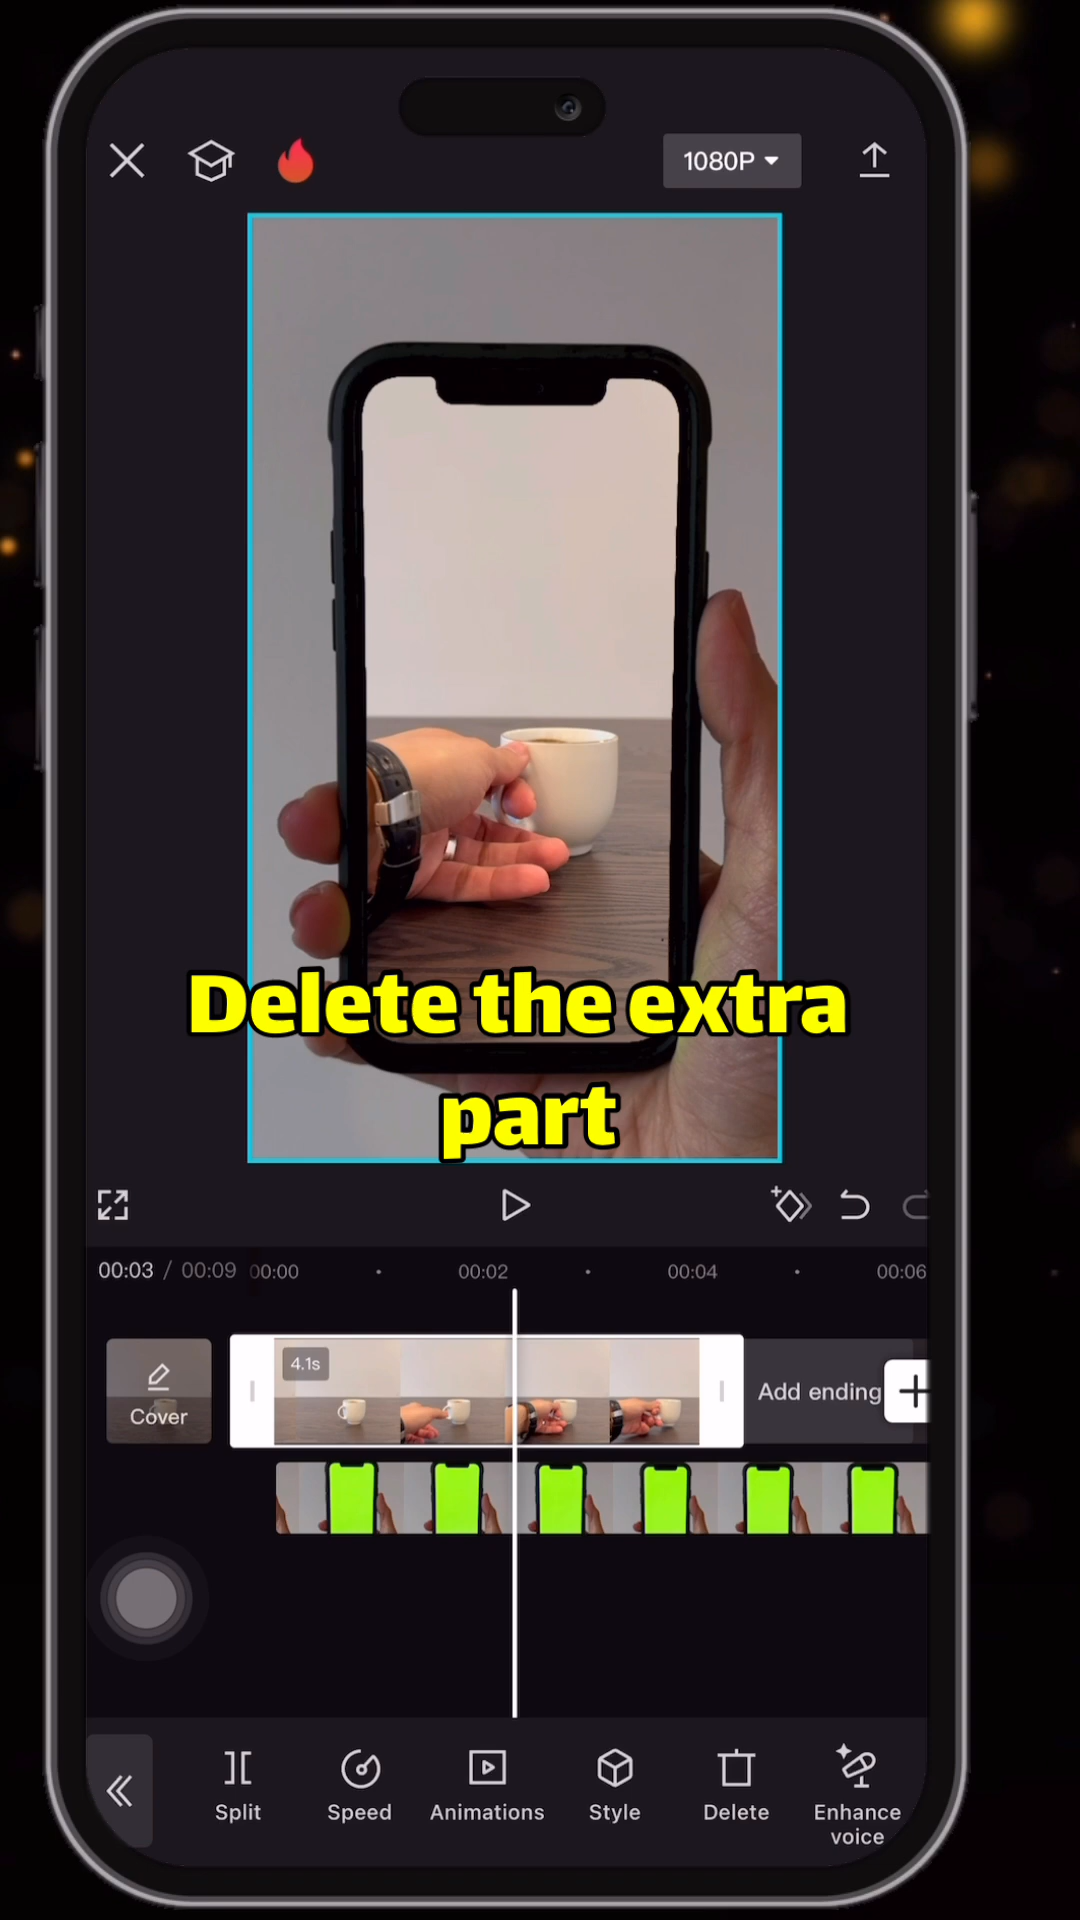 1080P
Delete the extra
part
00:03 / 00:09 00:00 00:02 00:04 00:06
4.1s
Cover
Add ending
Split
Speed
Animations
Style
Delete
Enhance
voice